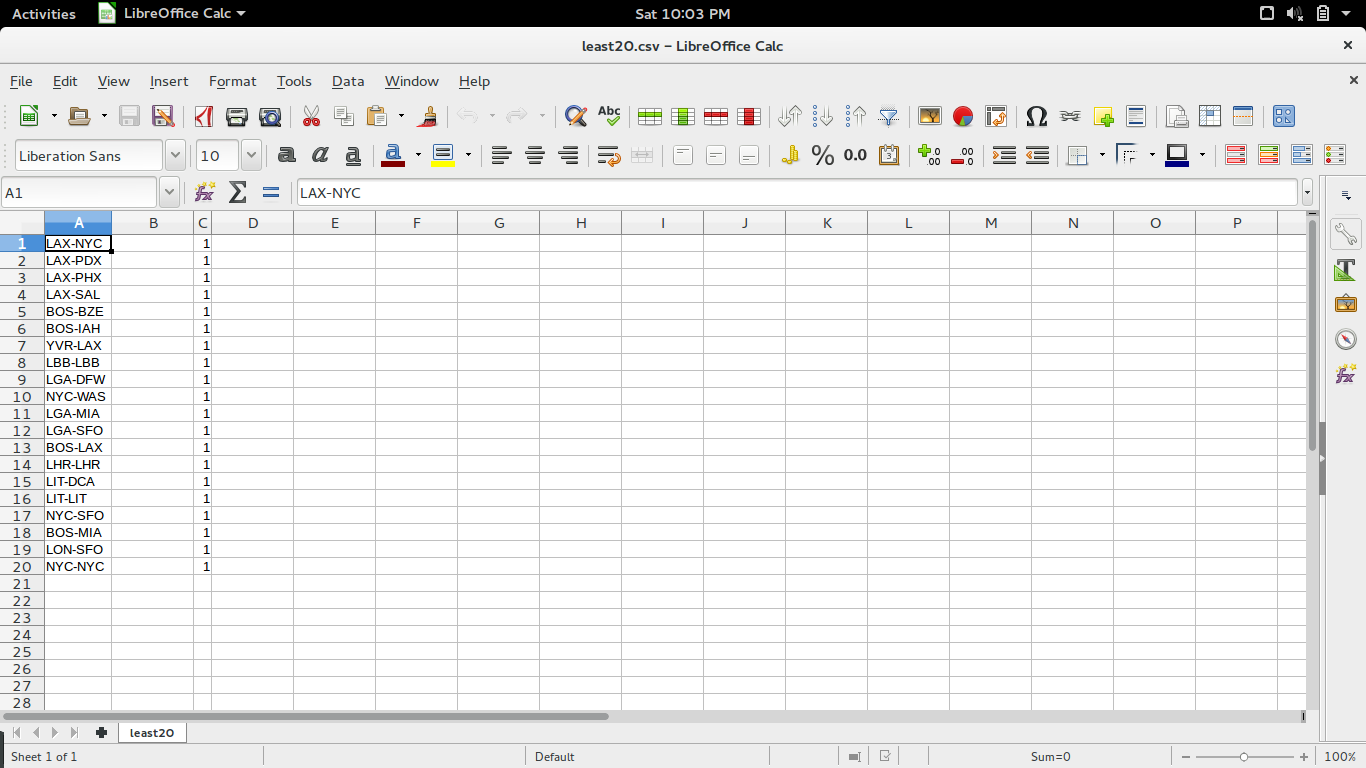 Activities LibreOffice Calc Sat 10:03 PM
least20.csv – LibreOffice Calc
File Edit View Insert Format Tools Data Window Help
Abc
Liberation Sans 10 a a a % 0.0
A1 LAX-NYC
A B C D E F G H I J K L M N O P
1 LAX-NYC 1
2 LAX-PDX 1
3 LAX-PHX 1
4 LAX-SAL 1
5 BOS-BZE 1
6 BOS-IAH 1
7 YVR-LAX 1
8 LBB-LBB 1
9 LGA-DFW 1
10 NYC-WAS 1
11 LGA-MIA 1
12 LGA-SFO 1
13 BOS-LAX 1
14 LHR-LHR 1
15 LIT-DCA 1
16 LIT-LIT 1
17 NYC-SFO 1
18 BOS-MIA 1
19 LON-SFO 1
20 NYC-NYC 1
21
22
23
24
25
26
27
28
least20
Sheet 1 of 1 Default Sum=0 100%